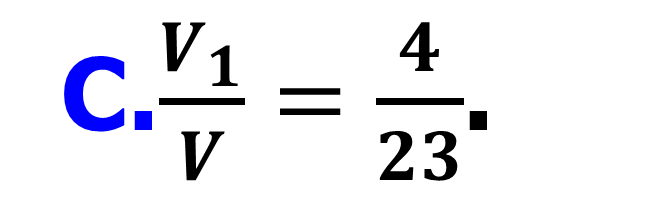 C. V₁/V = 4/23.